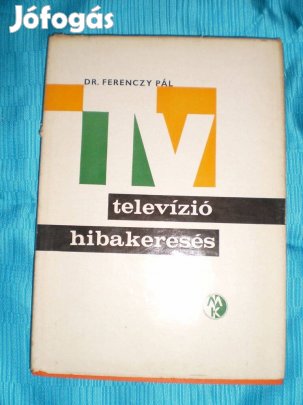 Jófogás
DR. FERENCZY PÁL
TV
televízió
hibakeresés
MK